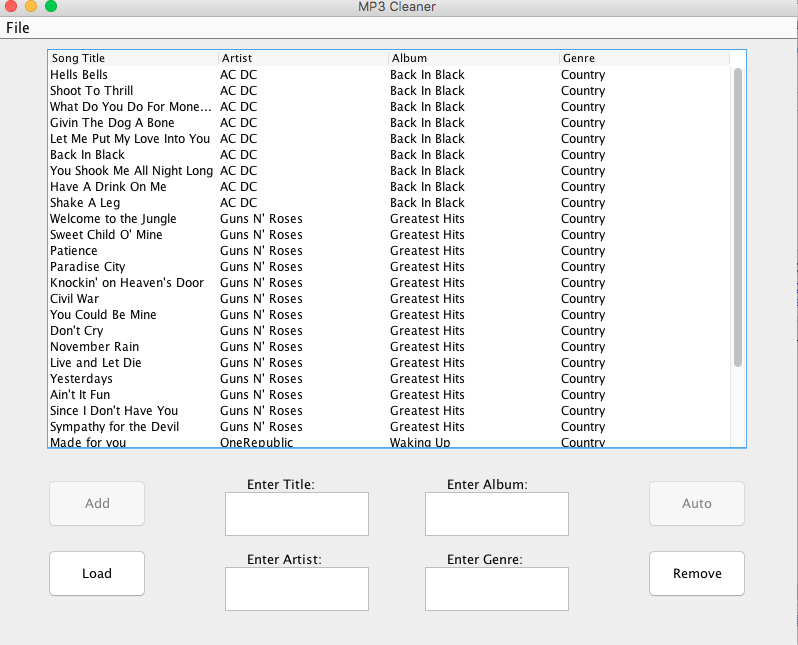 MP3 Cleaner
File
Song Title Artist Album Genre
Hells Bells AC DC Back In Black Country
Shoot To Thrill AC DC Back In Black Country
What Do You Do For Mone... AC DC Back In Black Country
Givin The Dog A Bone AC DC Back In Black Country
Let Me Put My Love Into You AC DC Back In Black Country
Back In Black AC DC Back In Black Country
You Shook Me All Night Long AC DC Back In Black Country
Have A Drink On Me AC DC Back In Black Country
Shake A Leg AC DC Back In Black Country
Welcome to the Jungle Guns N' Roses Greatest Hits Country
Sweet Child O' Mine Guns N' Roses Greatest Hits Country
Patience Guns N' Roses Greatest Hits Country
Paradise City Guns N' Roses Greatest Hits Country
Knockin' on Heaven's Door Guns N' Roses Greatest Hits Country
Civil War Guns N' Roses Greatest Hits Country
You Could Be Mine Guns N' Roses Greatest Hits Country
Don't Cry Guns N' Roses Greatest Hits Country
November Rain Guns N' Roses Greatest Hits Country
Live and Let Die Guns N' Roses Greatest Hits Country
Yesterdays Guns N' Roses Greatest Hits Country
Ain't It Fun Guns N' Roses Greatest Hits Country
Since I Don't Have You Guns N' Roses Greatest Hits Country
Sympathy for the Devil Guns N' Roses Greatest Hits Country
Made for you OneRepublic Waking Up Country
Enter Title: Enter Album:
Add Auto
Enter Artist: Enter Genre:
Load Remove